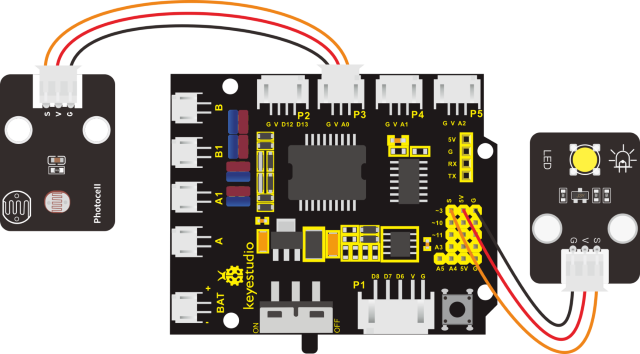 S V G
Photocell
B
B1
A1
A
BAT
+
-
P2
G V D12 D13
P3
G V A0
P4
G V A1
P5
G V A2
5V
G
RX
TX
S 5V G
~3
~10
~11
A3
A5 A4 5V G
keyestudio
P1
D8 D7 D6 V G
ON
OFF
LED
G V S